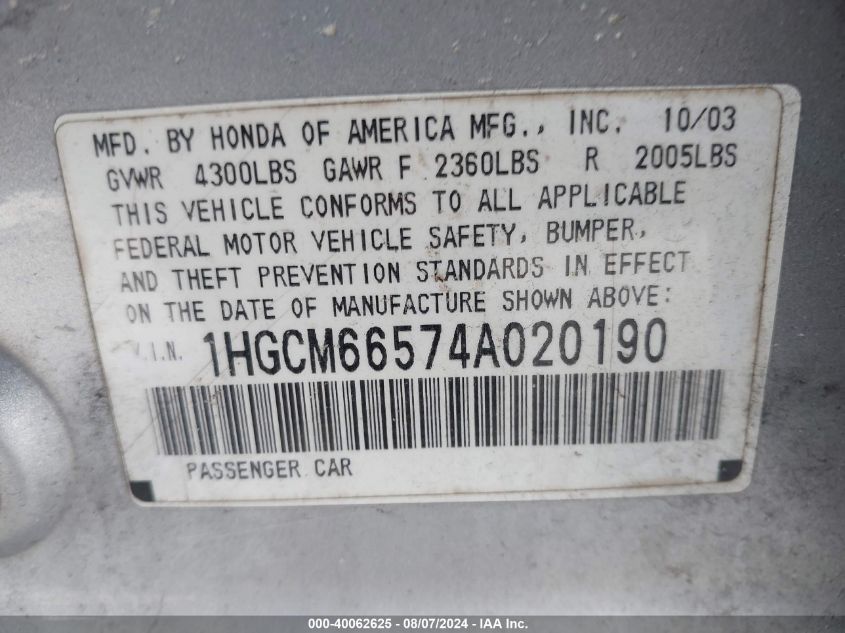 MFD. BY HONDA OF AMERICA MFG., INC. 10/03
GVWR 4300LBS GAWR F 2360LBS R 2005LBS
THIS VEHICLE CONFORMS TO ALL APPLICABLE
FEDERAL MOTOR VEHICLE SAFETY, BUMPER,
AND THEFT PREVENTION STANDARDS IN EFFECT
ON THE DATE OF MANUFACTURE SHOWN ABOVE:
V.I.N. 1HGCM66574A020190
PASSENGER CAR
000-40062625 - 08/07/2024 - IAAI.COM